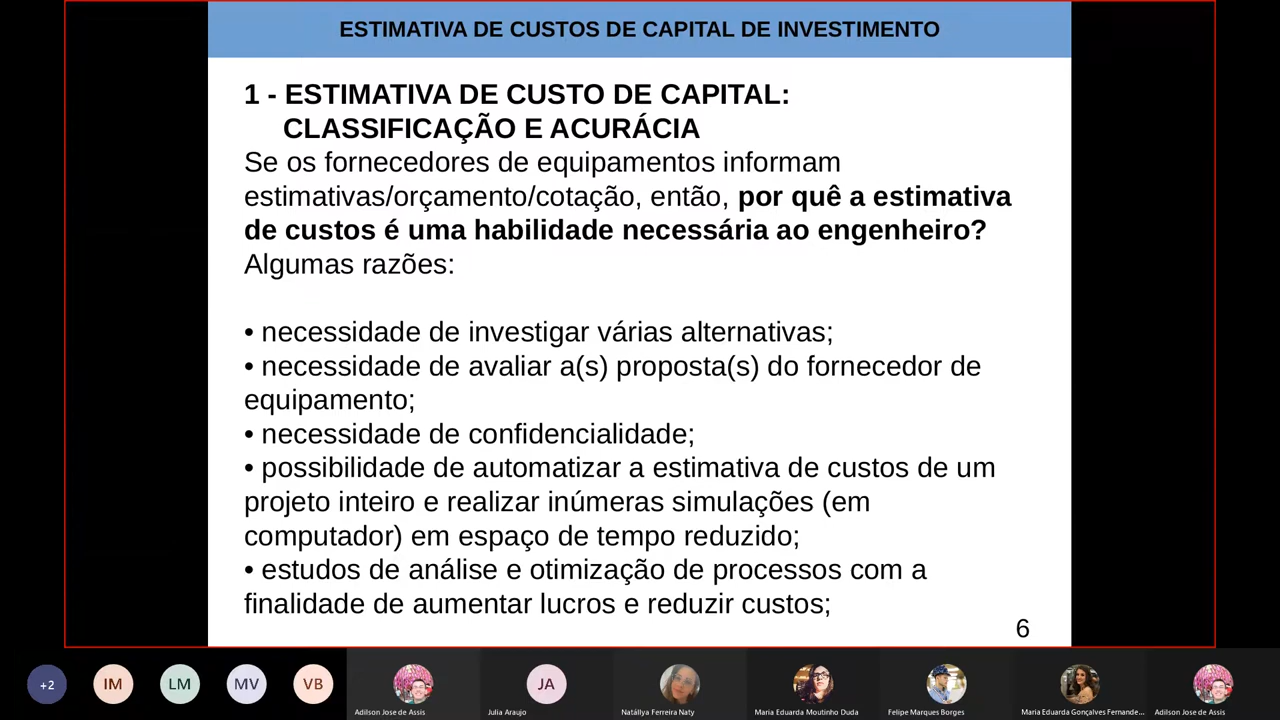 ESTIMATIVA DE CUSTOS DE CAPITAL DE INVESTIMENTO
1 - ESTIMATIVA DE CUSTO DE CAPITAL:
CLASSIFICAÇÃO E ACURÁCIA
Se os fornecedores de equipamentos informam
estimativas/orçamento/cotação, então, por quê a estimativa
de custos é uma habilidade necessária ao engenheiro?
Algumas razões:
• necessidade de investigar várias alternativas;
• necessidade de avaliar a(s) proposta(s) do fornecedor de
equipamento;
• necessidade de confidencialidade;
• possibilidade de automatizar a estimativa de custos de um
projeto inteiro e realizar inúmeras simulações (em
computador) em espaço de tempo reduzido;
• estudos de análise e otimização de processos com a
finalidade de aumentar lucros e reduzir custos;
6
+2 IM LM MV VB JA
Adilson Jose de Assis Julia Araujo Natállya Ferreira Naty Maria Eduarda Moutinho Duda Felipe Marques Borges Maria Eduarda Gonçalves Fernande... Adilson Jose de Assis